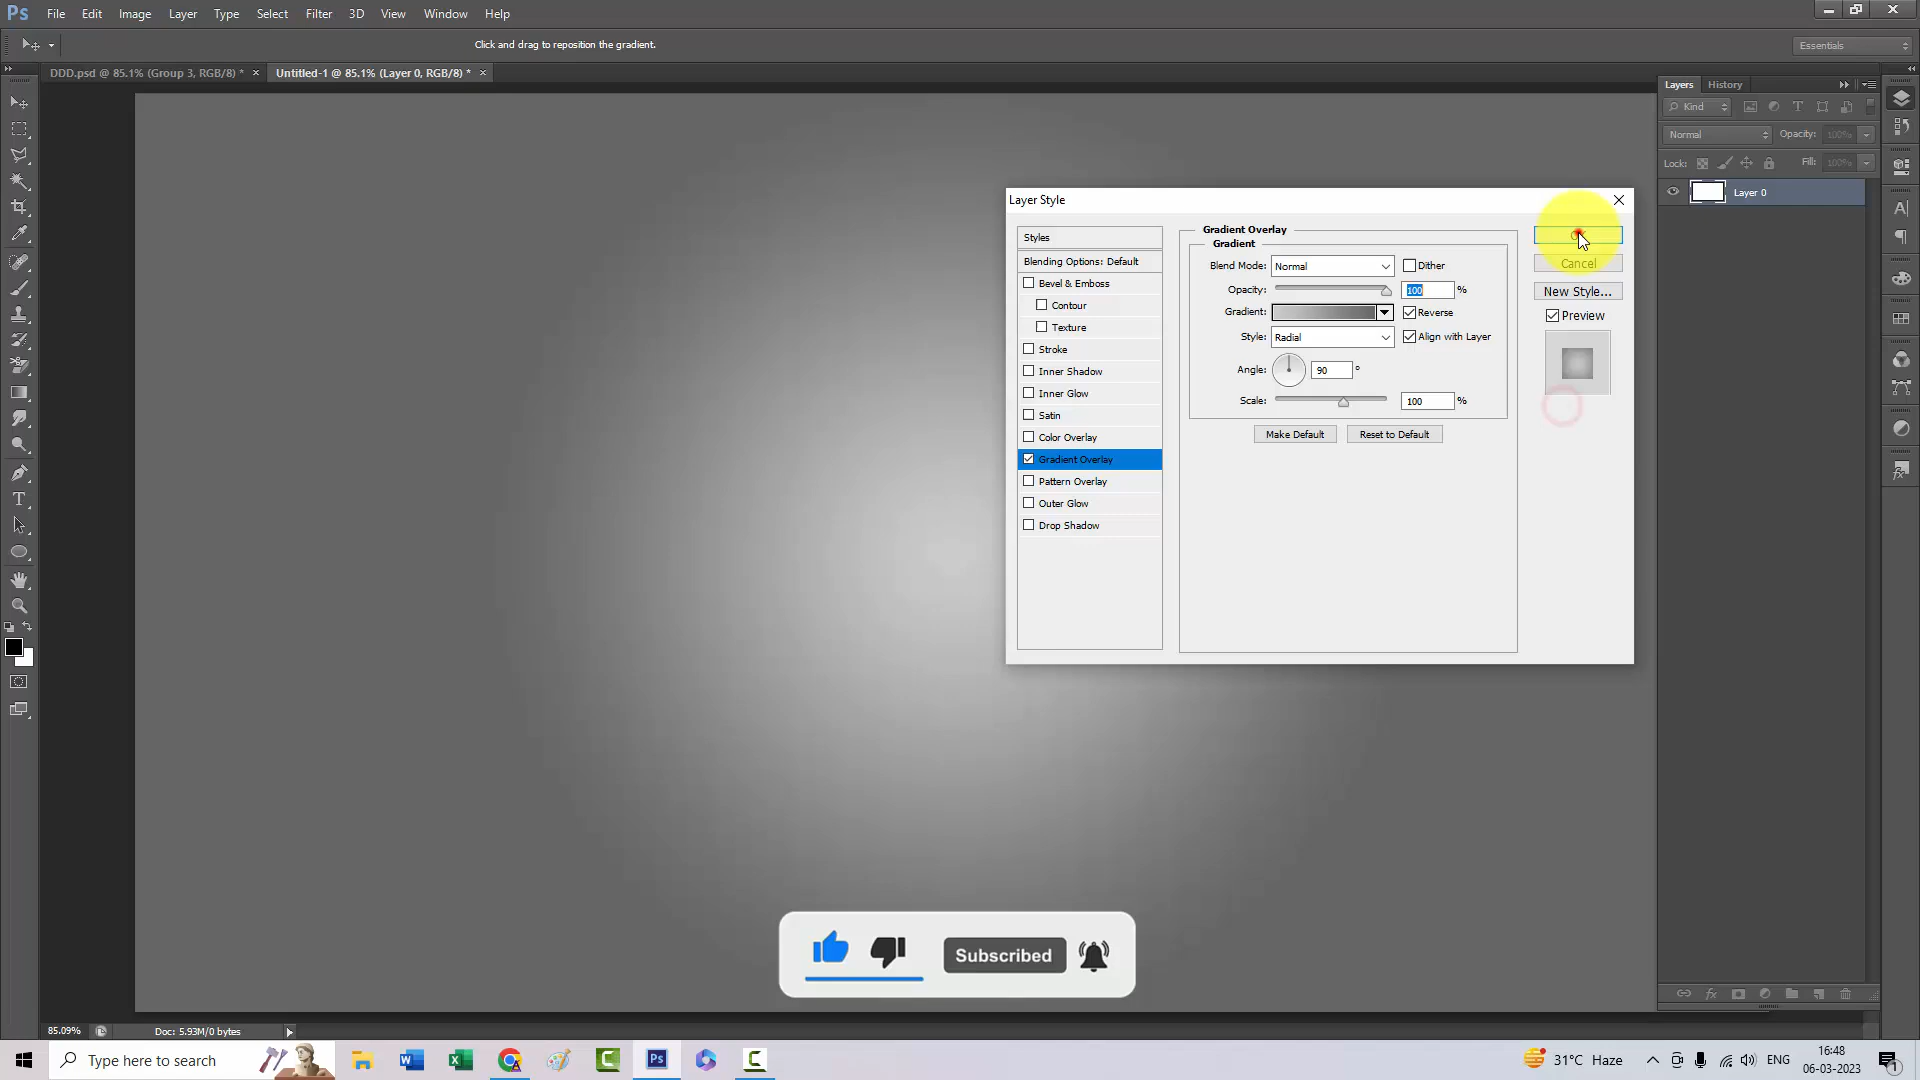 Ps File Edit Image Layer Type Select Filter 3D View Window Help
Click and drag to reposition the gradient.
Essentials
DDD.psd @ 85.1% (Group 3, RGB/8) *
Untitled-1 @ 85.1% (Layer 0, RGB/8) *
Layers History
Kind
Normal Opacity: 100%
Lock: Fill: 100%
Layer 0
Layer Style
Styles
Blending Options: Default
Bevel & Emboss
Contour
Texture
Stroke
Inner Shadow
Inner Glow
Satin
Color Overlay
Gradient Overlay
Pattern Overlay
Outer Glow
Drop Shadow
Gradient Overlay
Gradient
Blend Mode: Normal Dither
Opacity: 100 %
Gradient: Reverse
Style: Radial Align with Layer
Angle: 90 °
Scale: 100 %
Make Default Reset to Default
Cancel
New Style...
Preview
Subscribed
85.09% Doc: 5.93M/0 bytes
Type here to search
31°C Haze
ENG
16:48
06-03-2023